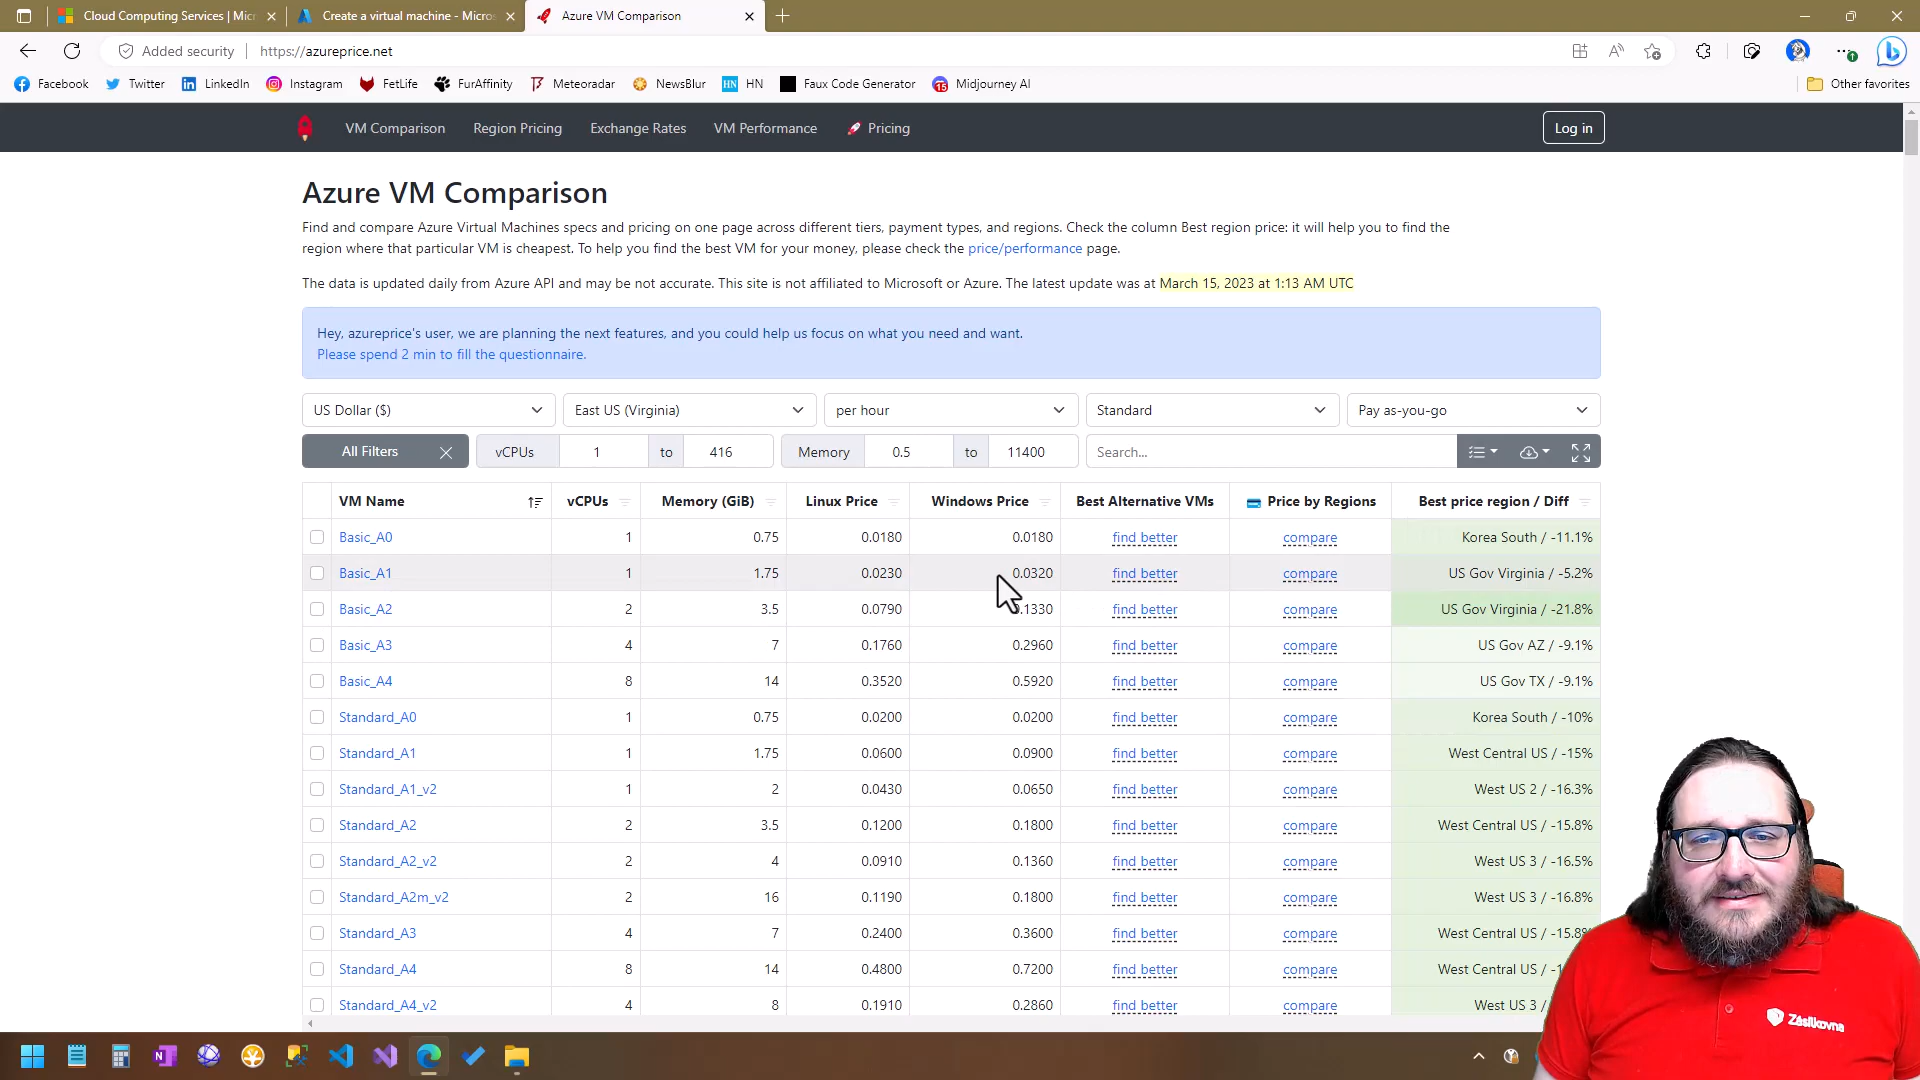 Cloud Computing Services | Micr
Create a virtual machine - Micros
Azure VM Comparison
Added security
https://azureprice.net
Facebook
Twitter
LinkedIn
Instagram
FetLife
FurAffinity
Meteoradar
NewsBlur
HN HN
Faux Code Generator
15 Midjourney AI
Other favorites
VM Comparison
Region Pricing
Exchange Rates
VM Performance
Pricing
Log in
Azure VM Comparison
Find and compare Azure Virtual Machines specs and pricing on one page across different tiers, payment types, and regions. Check the column Best region price: it will help you to find the
region where that particular VM is cheapest. To help you find the best VM for your money, please check the price/performance page.
The data is updated daily from Azure API and may be not accurate. This site is not affiliated to Microsoft or Azure. The latest update was at March 15, 2023 at 1:13 AM UTC
Hey, azureprice's user, we are planning the next features, and you could help us focus on what you need and want.
Please spend 2 min to fill the questionnaire.
US Dollar ($) East US (Virginia) per hour Standard Pay as-you-go
All Filters vCPUs 1 to 416 Memory 0.5 to 11400 Search...
VM Name vCPUs Memory (GiB) Linux Price Windows Price Best Alternative VMs Price by Regions Best price region / Diff
Basic_A0 1 0.75 0.0180 0.0180 find better compare Korea South / -11.1%
Basic_A1 1 1.75 0.0230 0.0320 find better compare US Gov Virginia / -5.2%
Basic_A2 2 3.5 0.0790 .1330 find better compare US Gov Virginia / -21.8%
Basic_A3 4 7 0.1760 0.2960 find better compare US Gov AZ / -9.1%
Basic_A4 8 14 0.3520 0.5920 find better compare US Gov TX / -9.1%
Standard_A0 1 0.75 0.0200 0.0200 find better compare Korea South / -10%
Standard_A1 1 1.75 0.0600 0.0900 find better compare West Central US / -15%
Standard_A1_v2 1 2 0.0430 0.0650 find better compare West US 2 / -16.3%
Standard_A2 2 3.5 0.1200 0.1800 find better compare West Central US / -15.8%
Standard_A2_v2 2 4 0.0910 0.1360 find better compare West US 3 / -16.5%
Standard_A2m_v2 2 16 0.1190 0.1800 find better compare West US 3 / -16.8%
Standard_A3 4 7 0.2400 0.3600 find better compare West Central US / -15.8%
Standard_A4 8 14 0.4800 0.7200 find better compare West Central US / -
Standard_A4_v2 4 8 0.1910 0.2860 find better compare West US 3 /
Zásilkovna